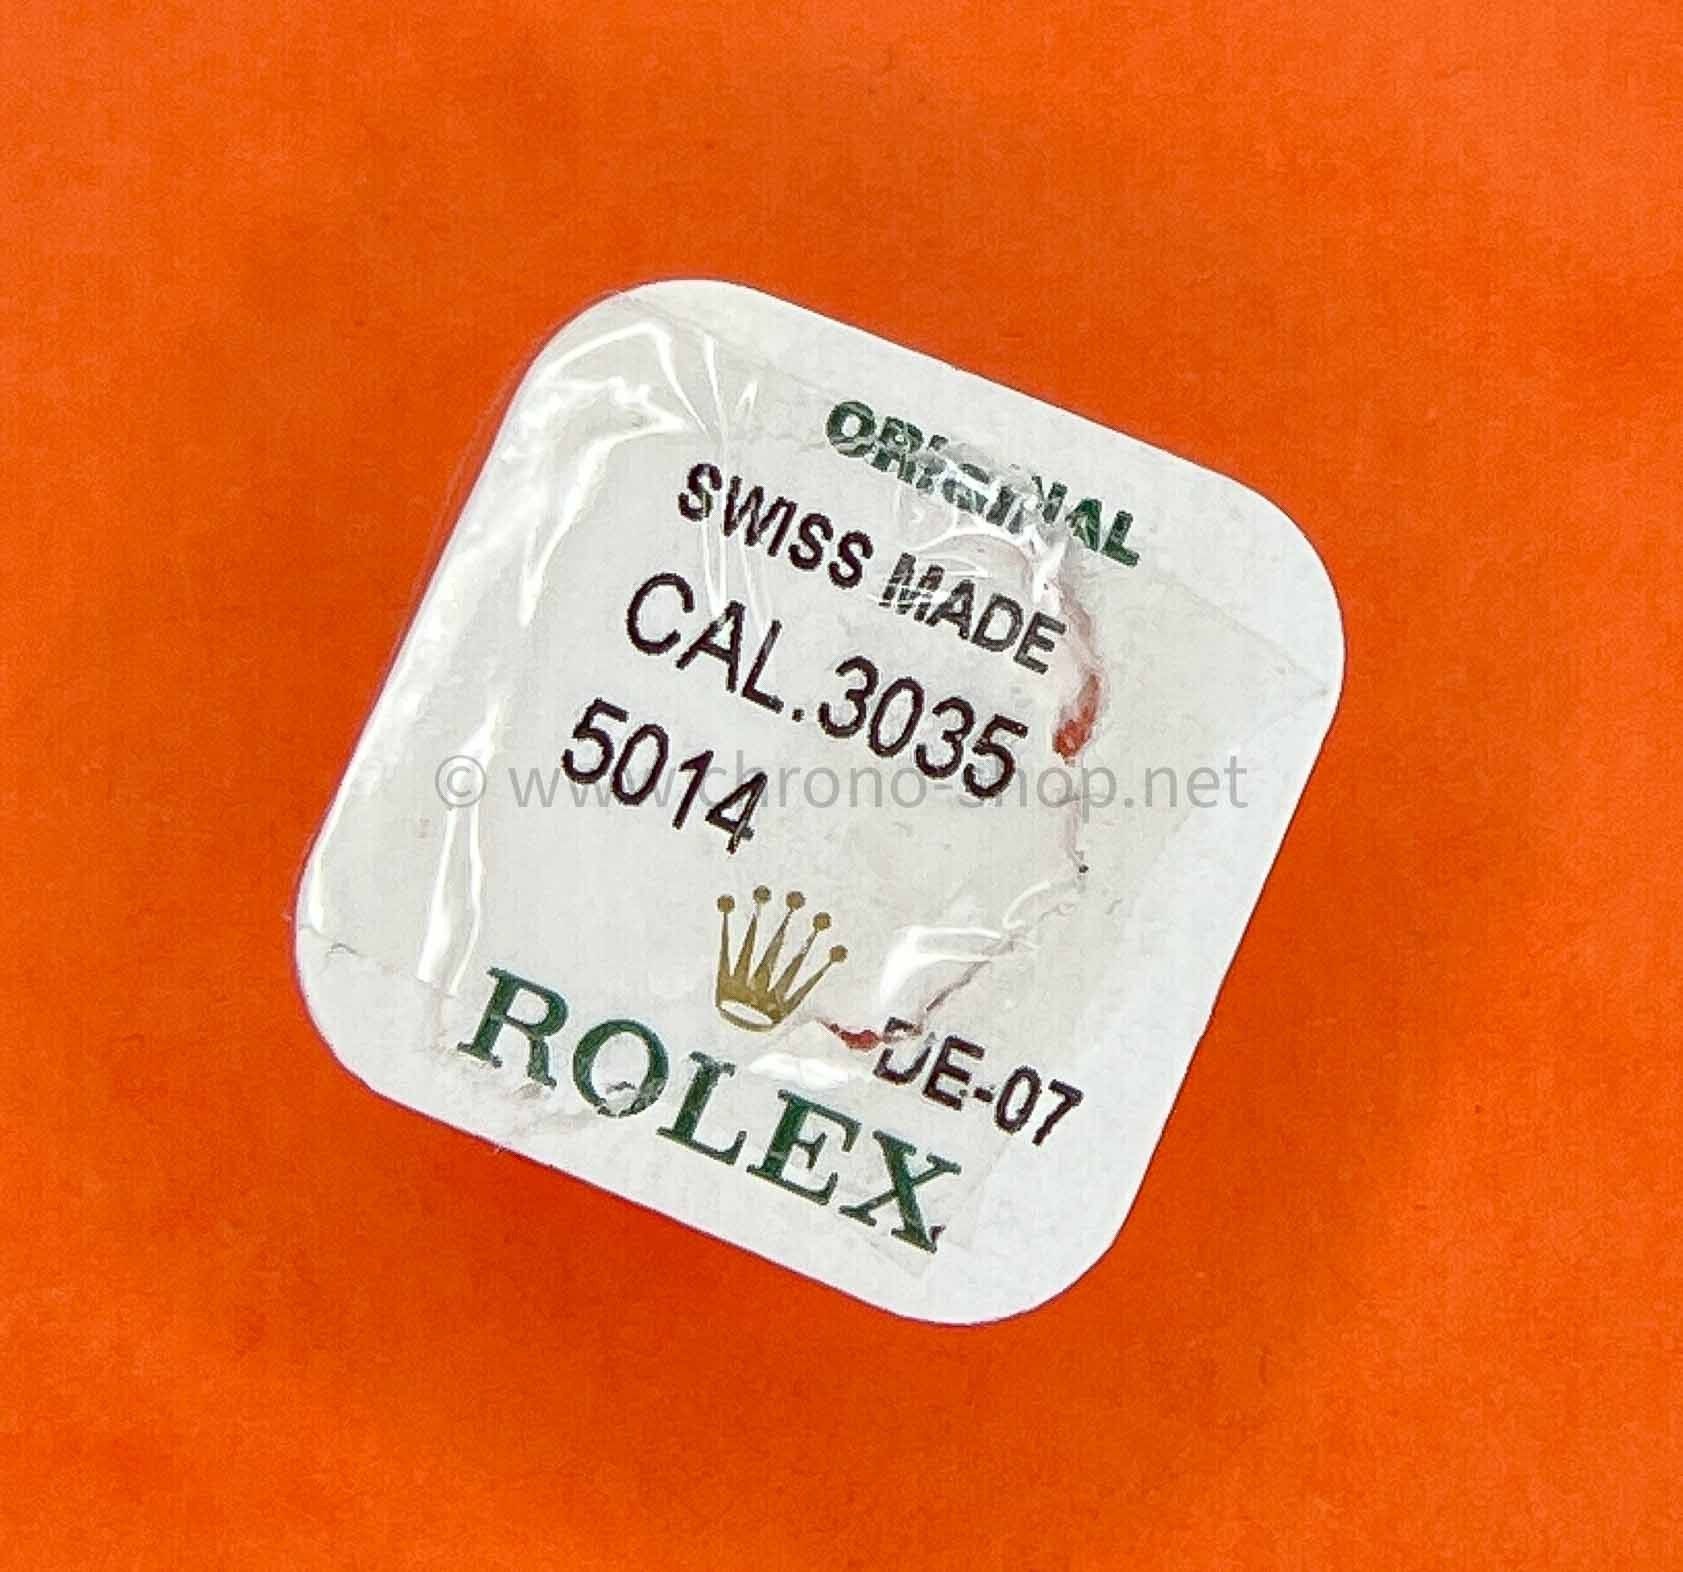 ORIGINAL
SWISS MADE
CAL.3035
5014
© www.chrono-shop.net
DE-07
ROLEX